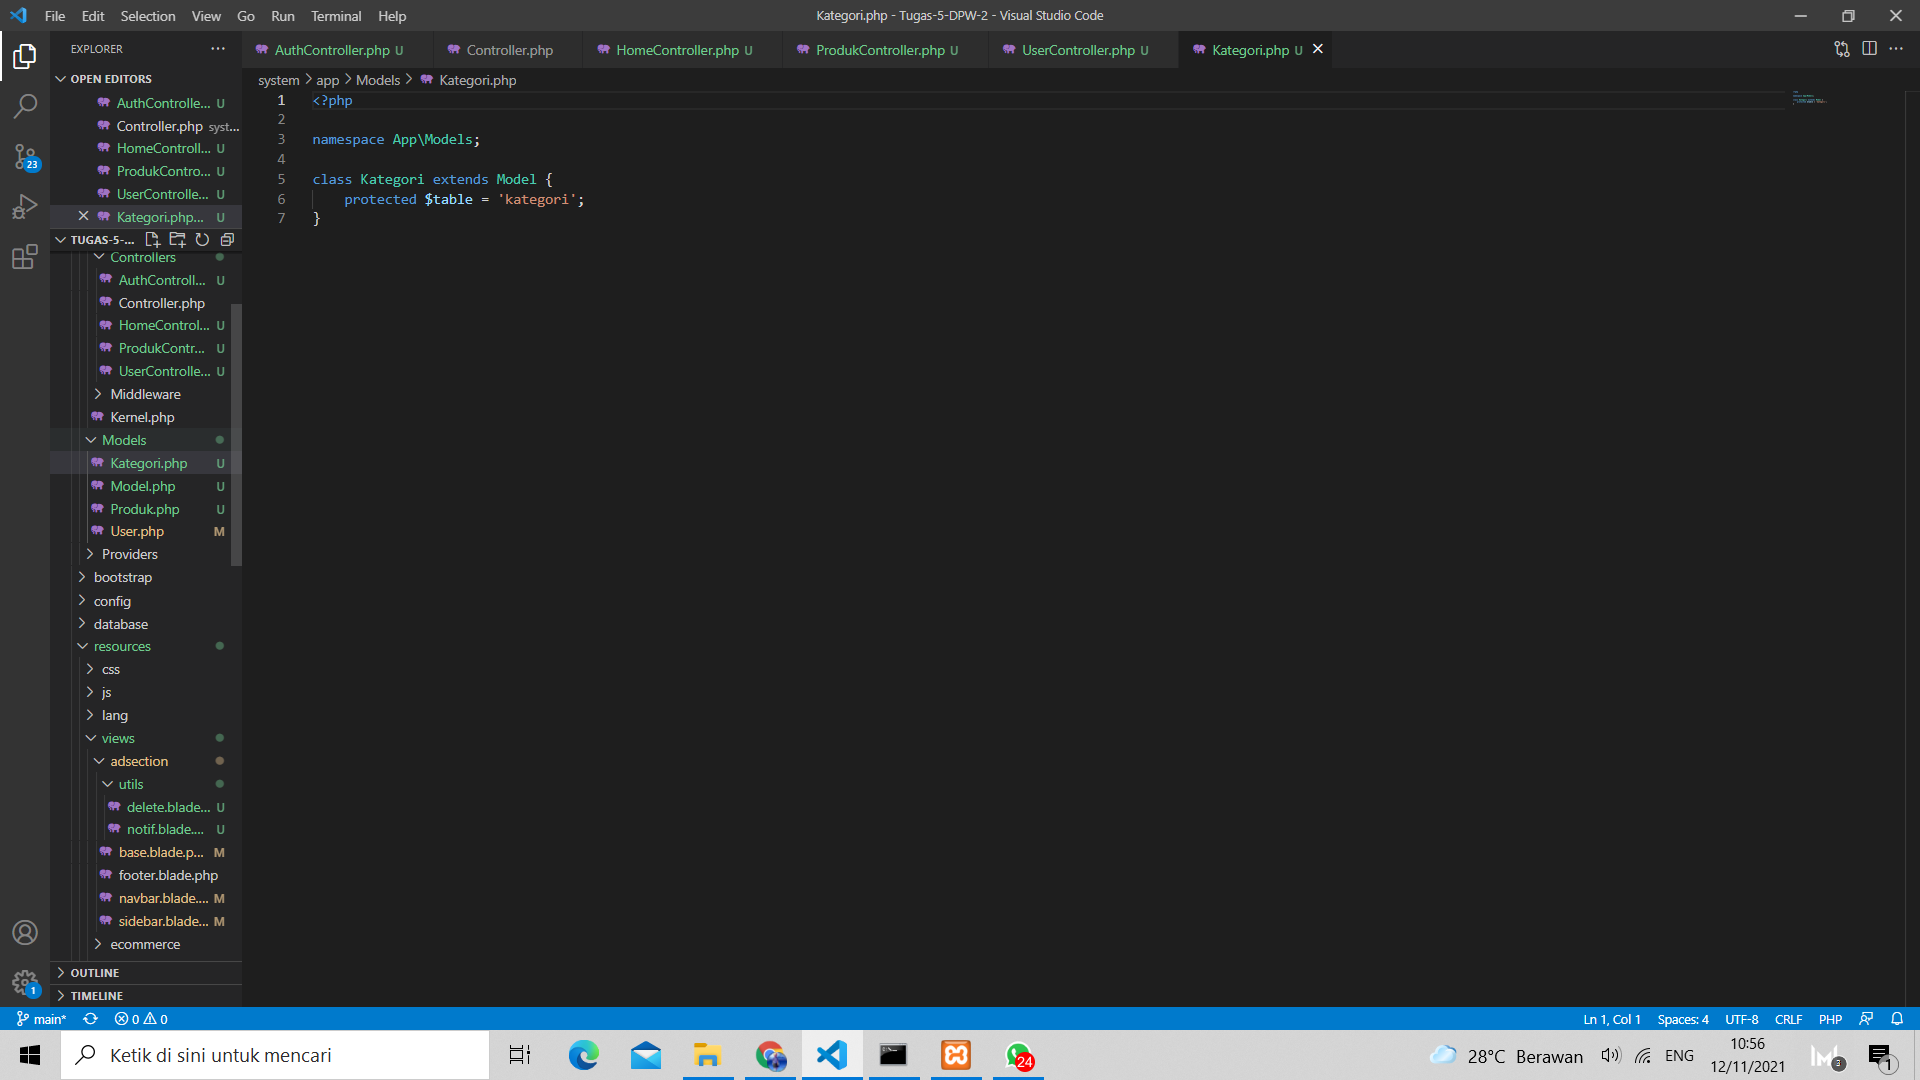 File Edit Selection View Go Run Terminal Help
Kategori.php - Tugas-5-DPW-2 - Visual Studio Code
EXPLORER
AuthController.php U
Controller.php
HomeController.php U
ProdukController.php U
UserController.php U
Kategori.php U
OPEN EDITORS
AuthControlle... U
Controller.php syst...
HomeControll... U
ProdukContro... U
UserControlle... U
Kategori.php... U
TUGAS-5-...
Controllers
AuthControll... U
Controller.php
HomeControl... U
ProdukContr... U
UserControlle... U
Middleware
Kernel.php
Models
Kategori.php U
Model.php U
Produk.php U
User.php M
Providers
bootstrap
config
database
resources
css
js
lang
views
adsection
utils
delete.blade... U
notif.blade.... U
base.blade.p... M
footer.blade.php
navbar.blade.... M
sidebar.blade... M
ecommerce
OUTLINE
TIMELINE
23
1
system > app > Models > Kategori.php
1 <?php
2
3 namespace App\Models;
4
5 class Kategori extends Model {
6 protected $table = 'kategori';
7 }
main* 0 0
Ln 1, Col 1 Spaces: 4 UTF-8 CRLF PHP
Ketik di sini untuk mencari
24
28°C Berawan
ENG
10:56
12/11/2021
3
1